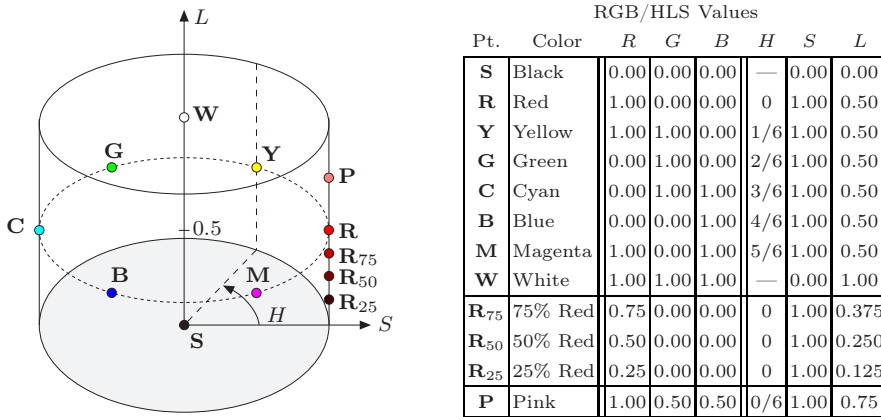 L
W
G
Y
P
C
0.5
R
R75
B
M
R50
R25
H
S
S
RGB/HLS Values
Pt. Color R G B H S L
S Black 0.00 0.00 0.00 — 0.00 0.00
R Red 1.00 0.00 0.00 0 1.00 0.50
Y Yellow 1.00 1.00 0.00 1/6 1.00 0.50
G Green 0.00 1.00 0.00 2/6 1.00 0.50
C Cyan 0.00 1.00 1.00 3/6 1.00 0.50
B Blue 0.00 0.00 1.00 4/6 1.00 0.50
M Magenta 1.00 0.00 1.00 5/6 1.00 0.50
W White 1.00 1.00 1.00 — 0.00 1.00
R75 75% Red 0.75 0.00 0.00 0 1.00 0.375
R50 50% Red 0.50 0.00 0.00 0 1.00 0.250
R25 25% Red 0.25 0.00 0.00 0 1.00 0.125
P Pink 1.00 0.50 0.50 0/6 1.00 0.75